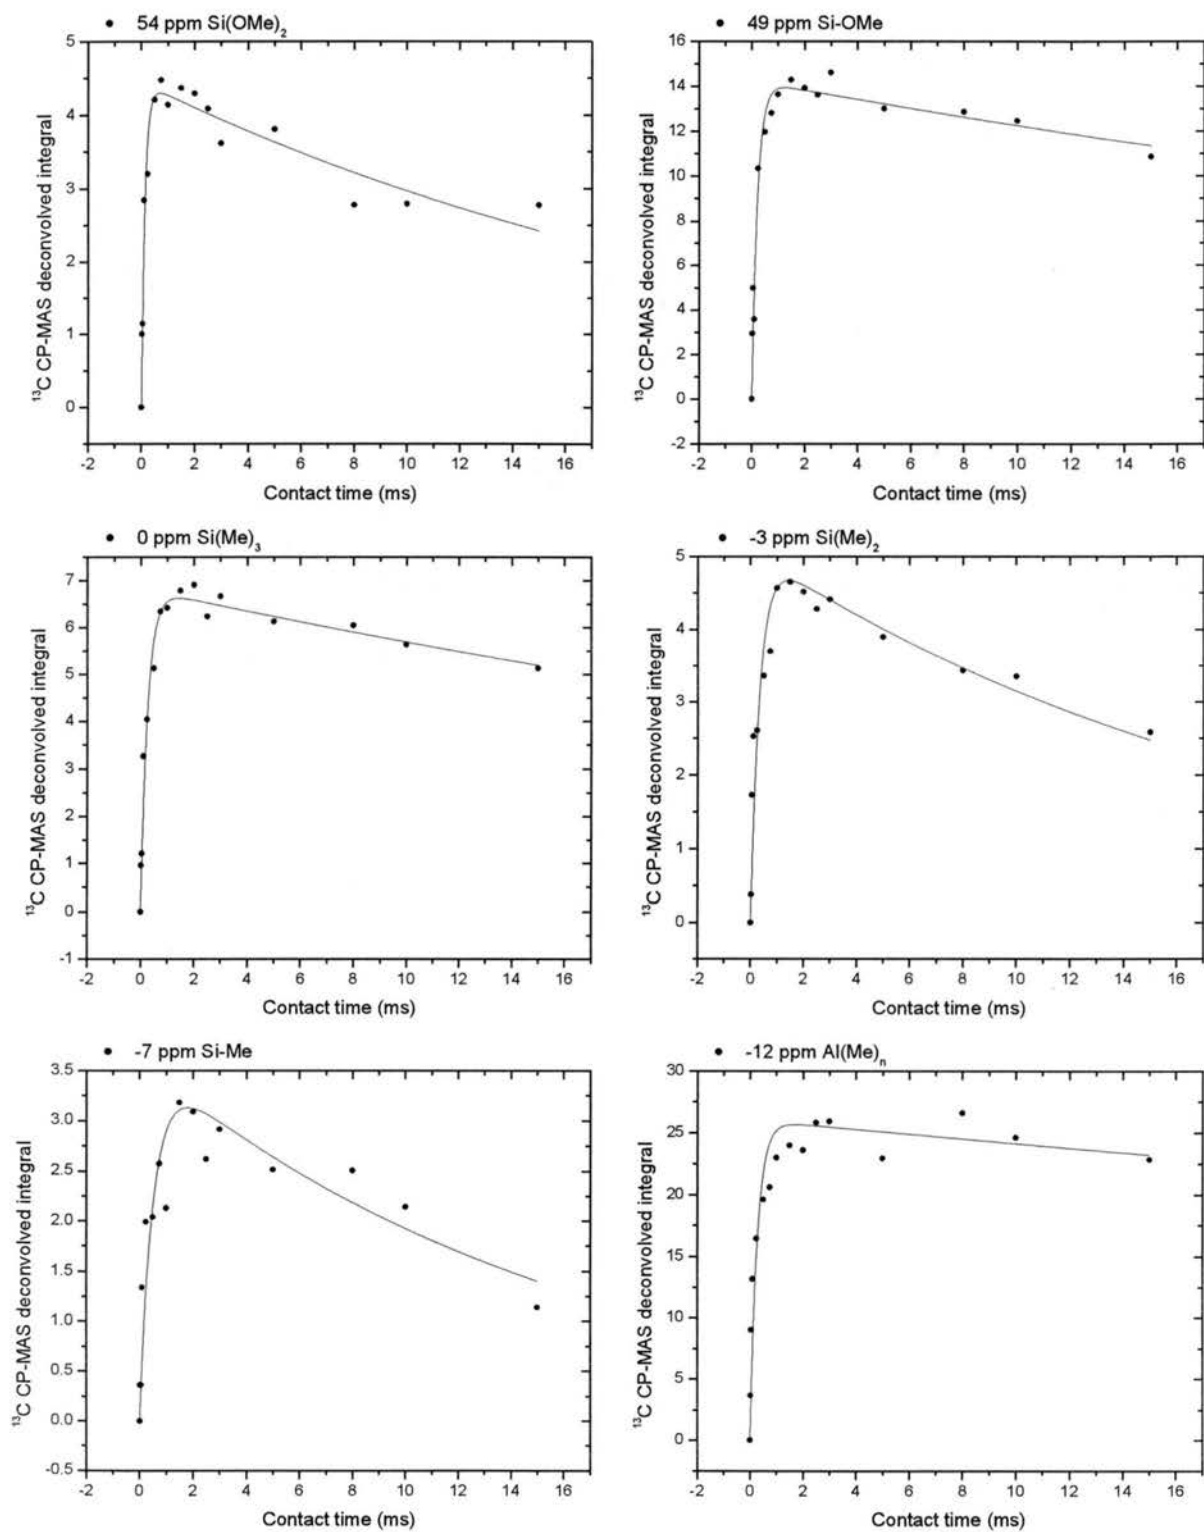 54 ppm Si(OMe)₂
5
4
3
2
1
0
-2 0 2 4 6 8 10 12 14 16
¹³C CP-MAS deconvolved integral
Contact time (ms)
49 ppm Si-OMe
16
14
12
10
8
6
4
2
0
-2
-2 0 2 4 6 8 10 12 14 16
¹³C CP-MAS deconvolved integral
Contact time (ms)
0 ppm Si(Me)₃
7
6
5
4
3
2
1
0
-1
-2 0 2 4 6 8 10 12 14 16
¹³C CP-MAS deconvolved integral
Contact time (ms)
-3 ppm Si(Me)₂
5
4
3
2
1
0
-2 0 2 4 6 8 10 12 14 16
¹³C CP-MAS deconvolved integral
Contact time (ms)
-7 ppm Si-Me
3.5
3.0
2.5
2.0
1.5
1.0
0.5
0.0
-0.5
-2 0 2 4 6 8 10 12 14 16
¹³C CP-MAS deconvolved integral
Contact time (ms)
-12 ppm Al(Me)ₙ
30
25
20
15
10
5
0
-2 0 2 4 6 8 10 12 14 16
¹³C CP-MAS deconvolved integral
Contact time (ms)